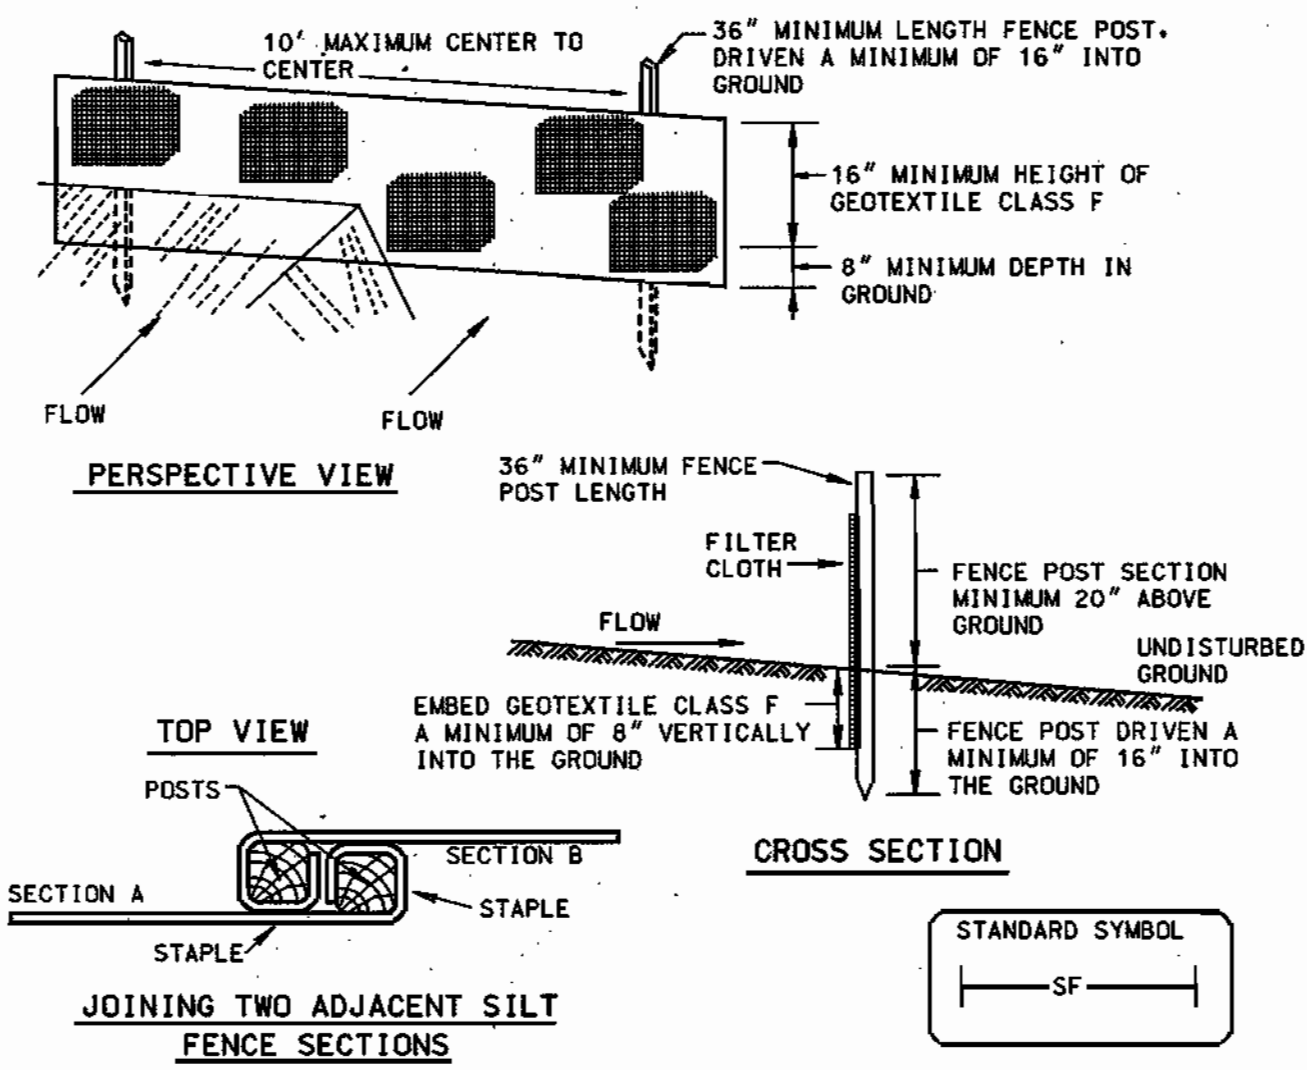 10' MAXIMUM CENTER TO
CENTER
36" MINIMUM LENGTH FENCE POST.
DRIVEN A MINIMUM OF 16" INTO
GROUND
16" MINIMUM HEIGHT OF
GEOTEXTILE CLASS F
8" MINIMUM DEPTH IN
GROUND
FLOW
FLOW
PERSPECTIVE VIEW
36" MINIMUM FENCE
POST LENGTH
FILTER
CLOTH
FENCE POST SECTION
MINIMUM 20" ABOVE
GROUND
FLOW
UNDISTURBED
GROUND
EMBED GEOTEXTILE CLASS F
A MINIMUM OF 8" VERTICALLY
INTO THE GROUND
FENCE POST DRIVEN A
MINIMUM OF 16" INTO
THE GROUND
CROSS SECTION
TOP VIEW
POSTS
SECTION B
SECTION A
STAPLE
STAPLE
JOINING TWO ADJACENT SILT
FENCE SECTIONS
STANDARD SYMBOL
SF